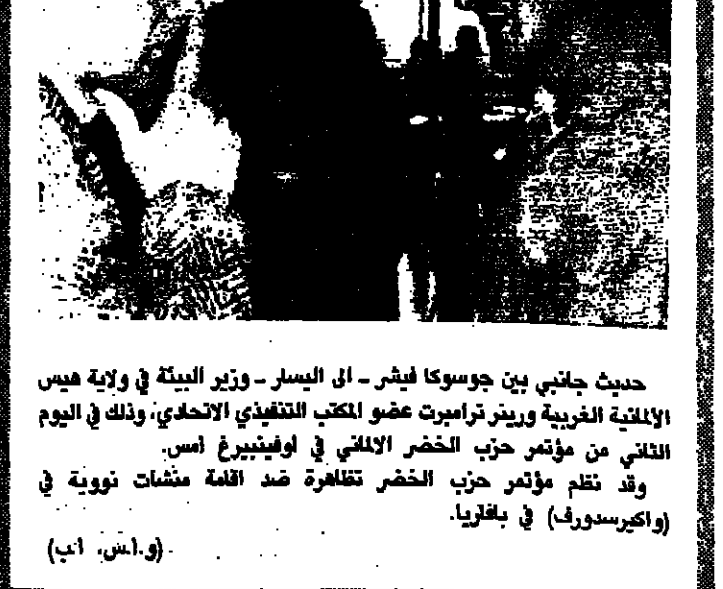 حديث جانبي بين جوسوكا فيشر ـ الى اليسار ـ وزير البيئة في ولاية هيس
الالمانية الغربية ورينر ترامبرت عضو المكتب التنفيذي الاتحادي، وذلك في اليوم
الثاني من مؤتمر حزب الخضر الالماني في اوفينبيرغ امس.
وقد نظم مؤتمر حزب الخضر تظاهرة ضد اقامة منشات نووية في
(واكيرسدورف) في بافاريا.
(و.ا.ش، اب)